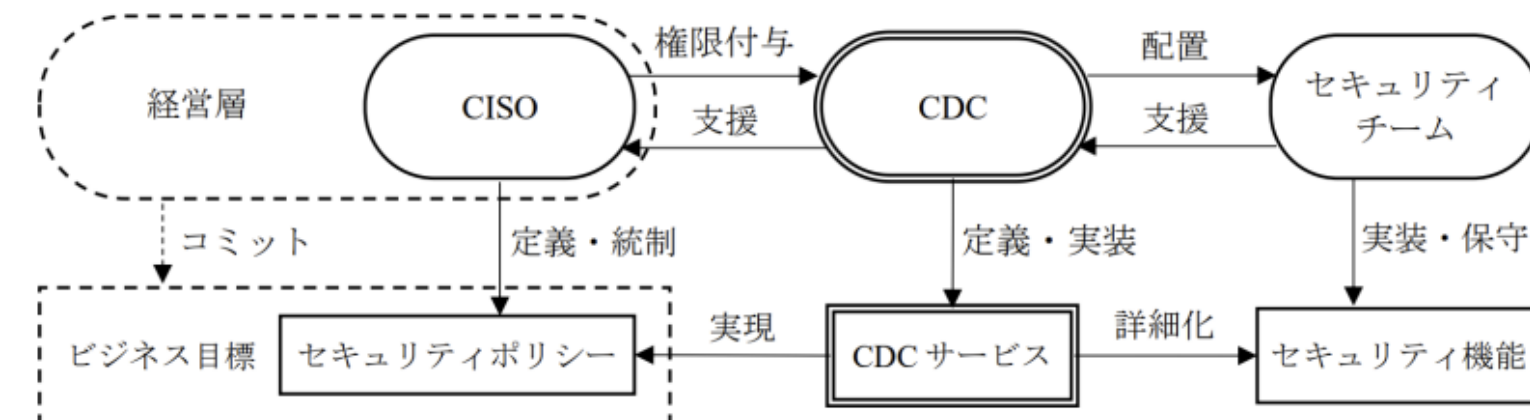 権限付与
配置
経営層
CISO
CDC
セキュリティ
チーム
支援
支援
コミット
定義・統制
定義・実装
実装・保守
実現
詳細化
ビジネス目標
セキュリティポリシー
CDC サービス
セキュリティ機能